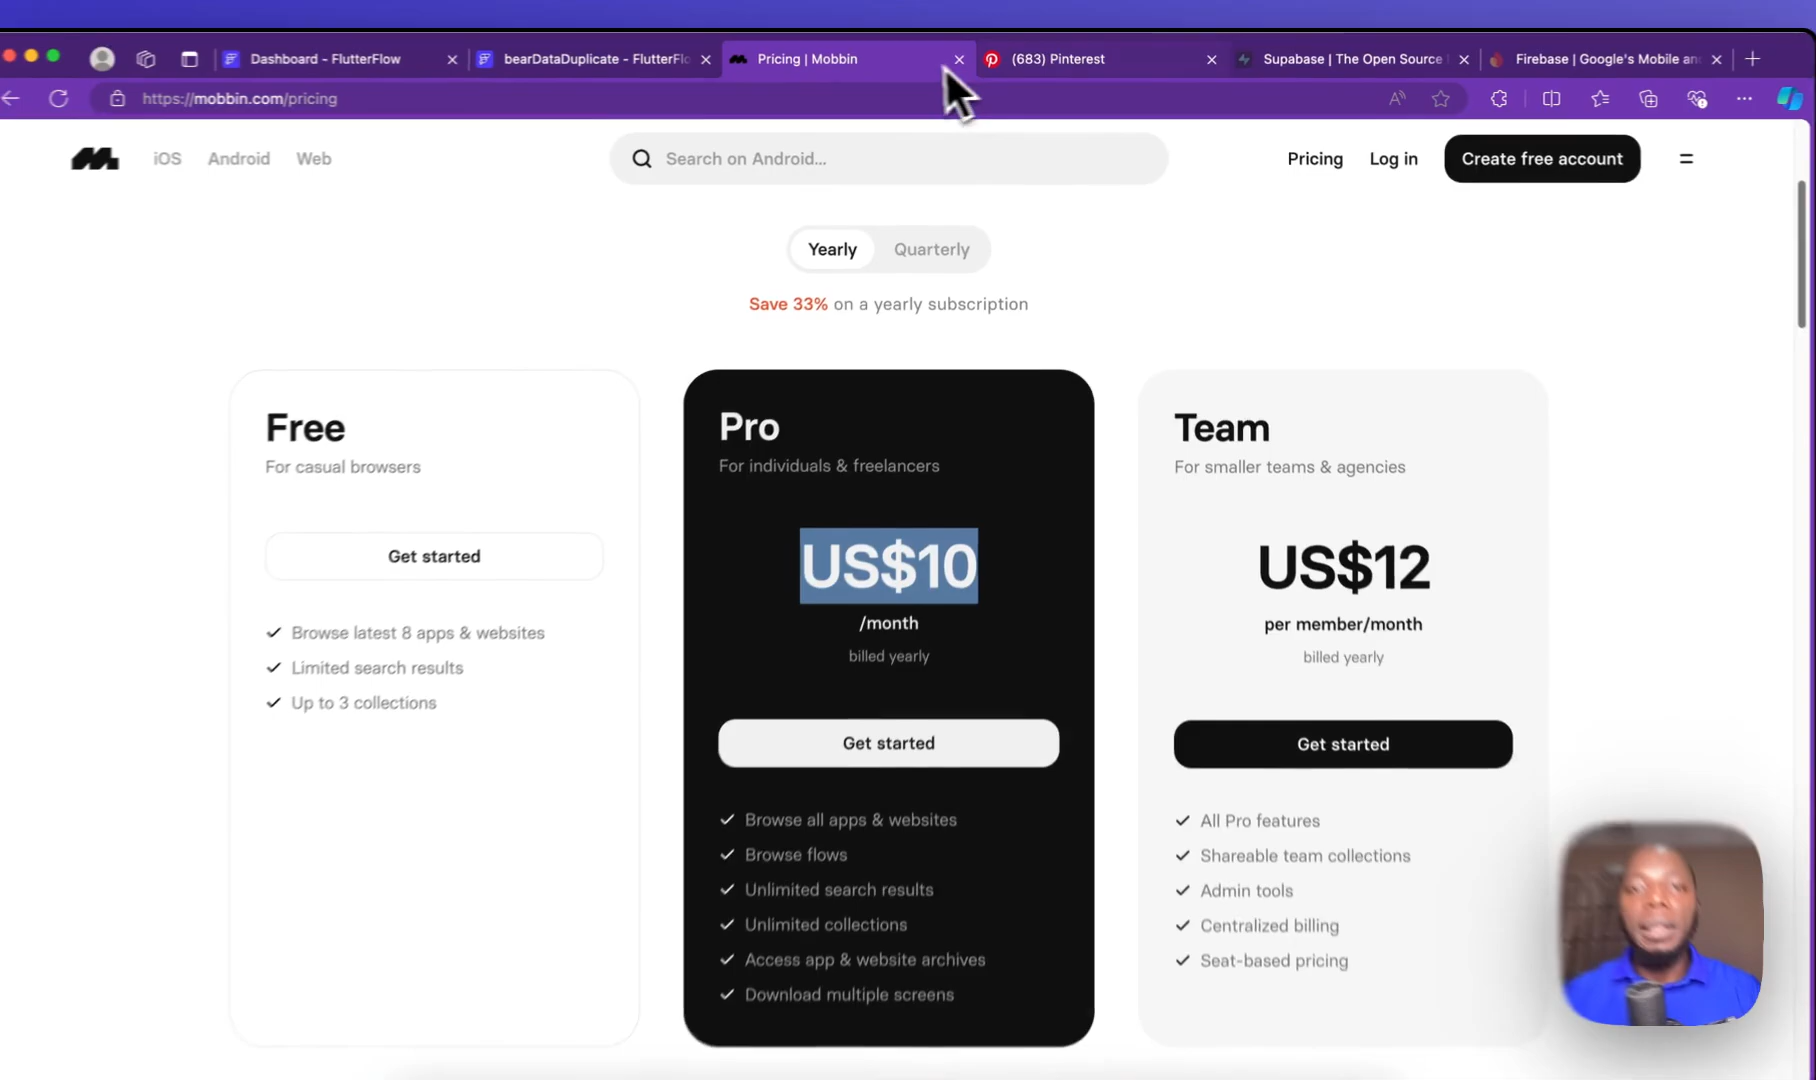 Dashboard - FlutterFlow
bearDataDuplicate - FlutterFlo
Pricing | Mobbin
(683) Pinterest
Supabase | The Open Source
Firebase | Google's Mobile an
https://mobbin.com/pricing
iOS
Android
Web
Search on Android...
Pricing
Log in
Create free account
Yearly
Quarterly
Save 33% on a yearly subscription
Free
For casual browsers
Get started
Browse latest 8 apps & websites
Limited search results
Up to 3 collections
Pro
For individuals & freelancers
US$10
/month
billed yearly
Get started
Browse all apps & websites
Browse flows
Unlimited search results
Unlimited collections
Access app & website archives
Download multiple screens
Team
For smaller teams & agencies
US$12
per member/month
billed yearly
Get started
All Pro features
Shareable team collections
Admin tools
Centralized billing
Seat-based pricing